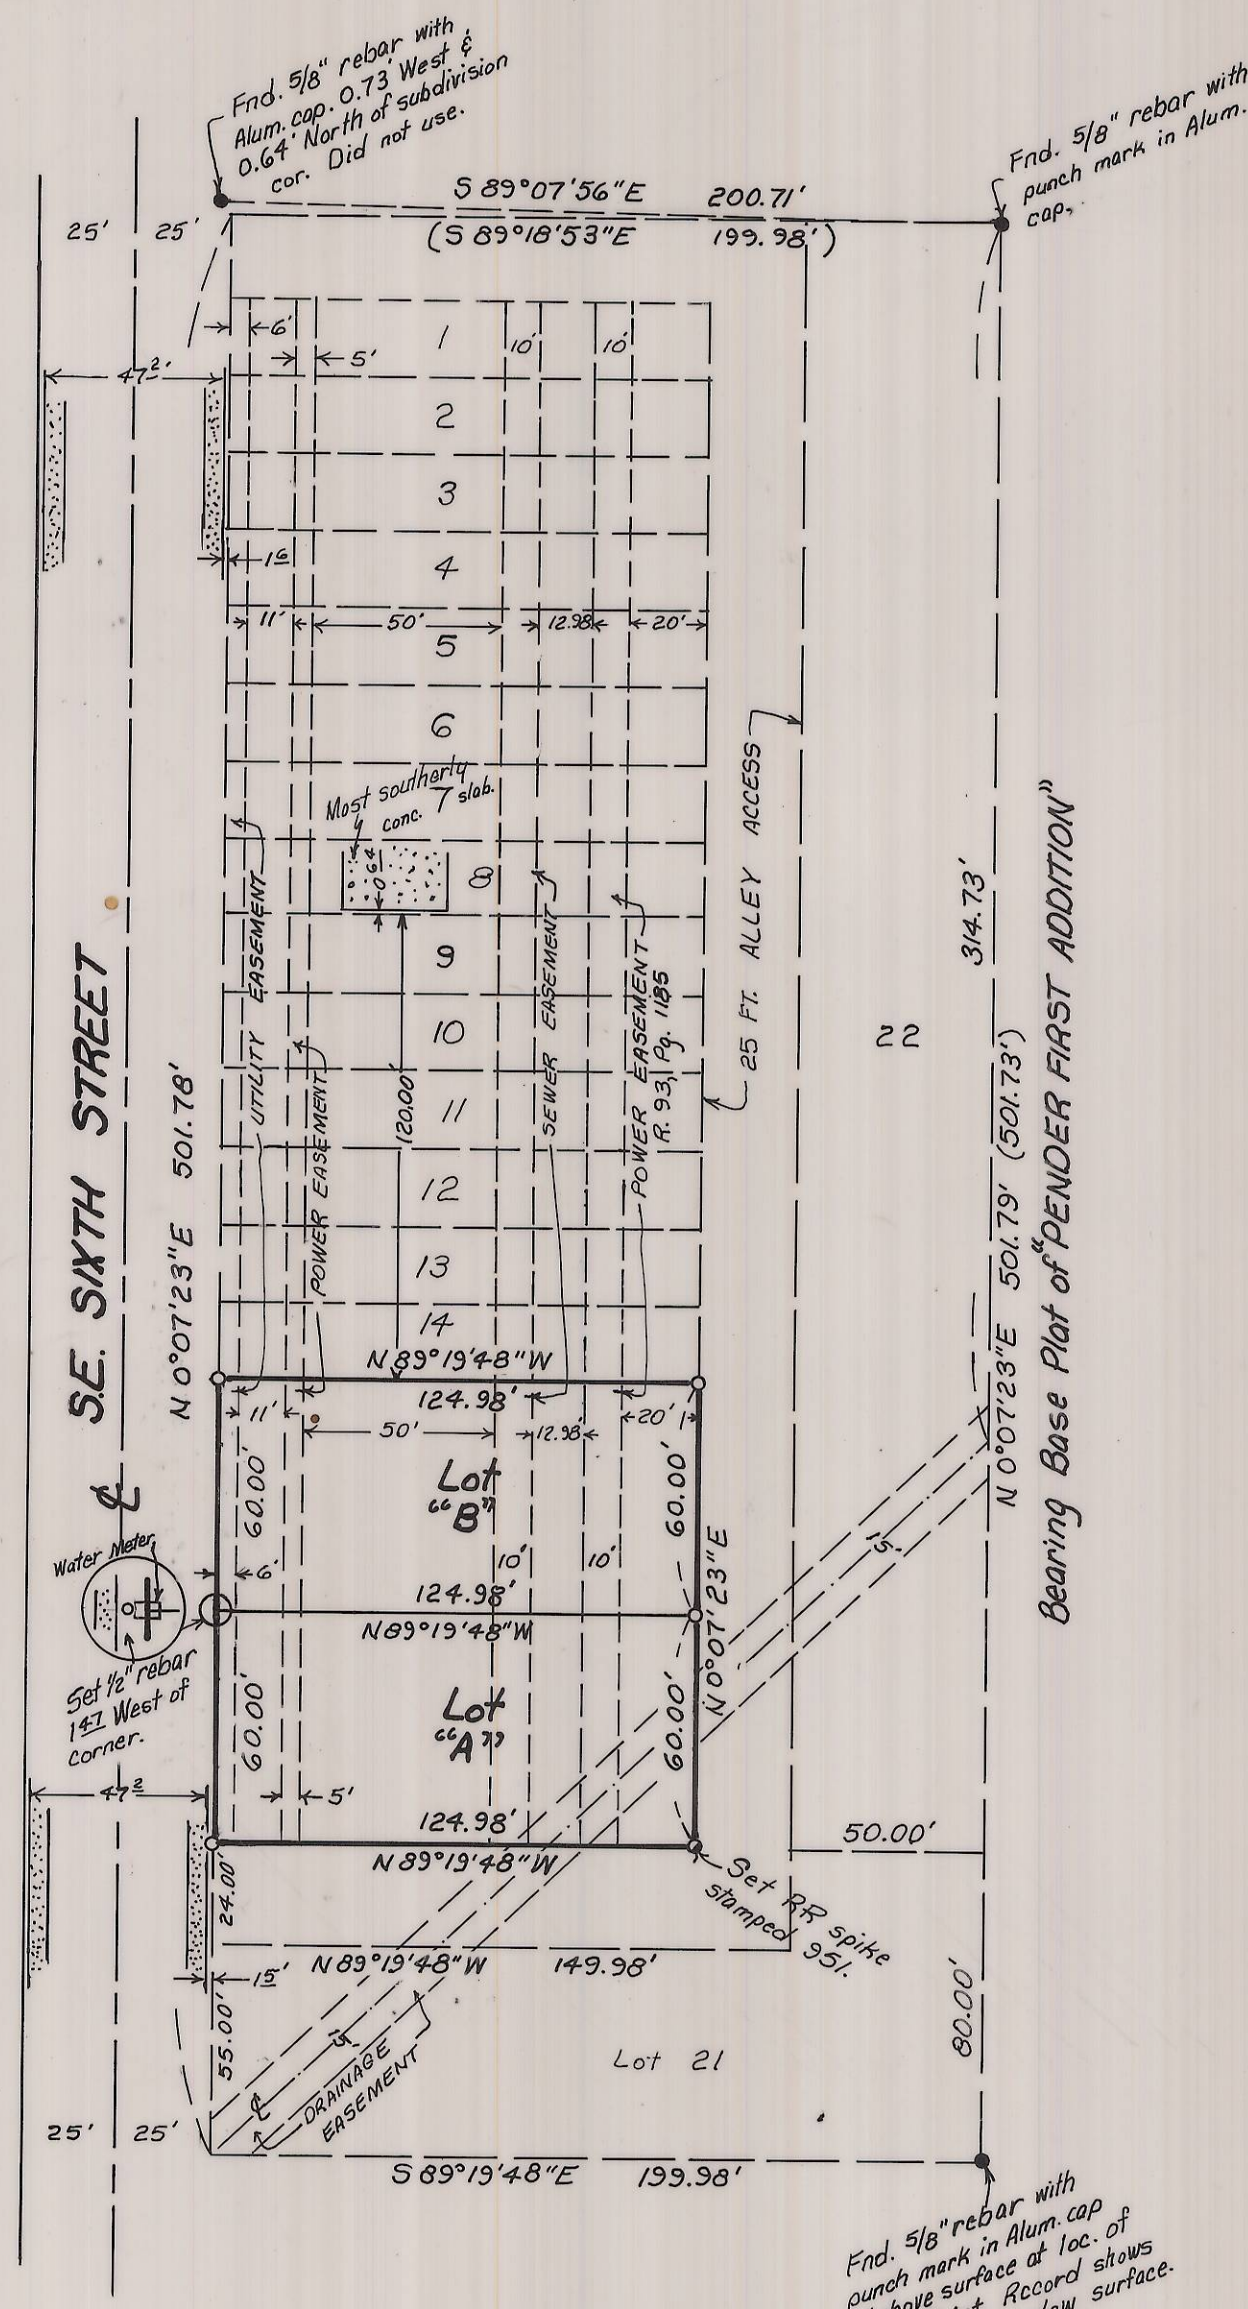 Fnd. 5/8" rebar with
Alum. cap. 0.73' West &
0.64' North of subdivision
cor. Did not use.
Fnd. 5/8" rebar with
punch mark in Alum.
cap.
S 89°07'56"E 200.71'
(S 89°18'53"E 199.98')
25' 25'
6'
5'
1
10'
10'
47²'
2
3
1⁶
4
11'
50'
12.98
20'
5
6
Most southerly
conc. slab.
7
0.64
8
9
10
11
12
13
14
UTILITY EASEMENT
POWER EASEMENT
120.00'
SEWER EASEMENT
POWER EASEMENT
R. 93, Pg. 1185
25 FT. ALLEY ACCESS
22
314.73'
N 0°07'23"E 501.79' (501.73')
Bearing Base Plat of "PENDER FIRST ADDITION"
S.E. SIXTH STREET
N 0°07'23"E 501.78'
℄
N 89°19'48"W
124.98'
11'
50'
12.98'
20'
60.00'
Lot
"B"
60.00'
6'
10'
10'
124.98'
N 89°19'48"W
N 0°07'23"E
Water Meter
Set 1/2" rebar
1.47 West of
corner.
60.00'
Lot
"A"
60.00'
15'
47²'
5'
124.98'
N 89°19'48"W
24.00'
50.00'
Set RR spike
stamped 951.
N 89°19'48"W 149.98'
15'
55.00'
15'
℄
DRAINAGE
EASEMENT
Lot 21
80.00'
25' 25'
S 89°19'48"E 199.98'
Fnd. 5/8" rebar with
punch mark in Alum. cap
surface at loc. of
Record shows
surface.